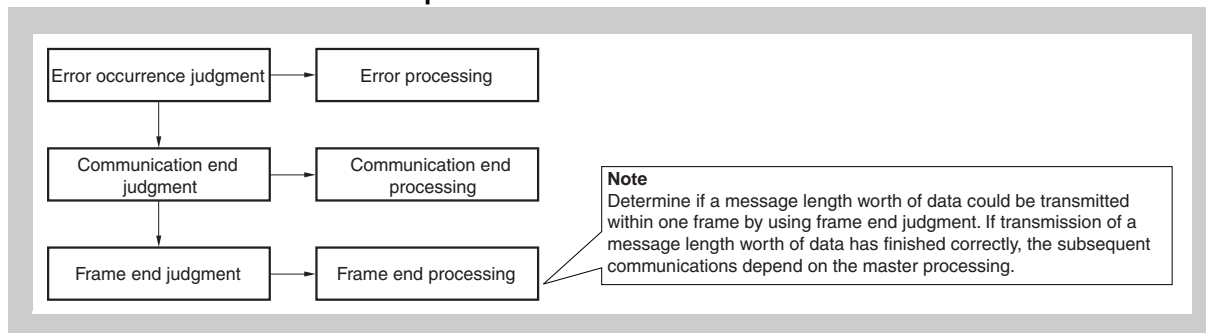 Error occurrence judgment
Error processing
Communication end
judgment
Communication end
processing
Frame end judgment
Frame end processing
Note
Determine if a message length worth of data could be transmitted
within one frame by using frame end judgment. If transmission of a
message length worth of data has finished correctly, the subsequent
communications depend on the master processing.